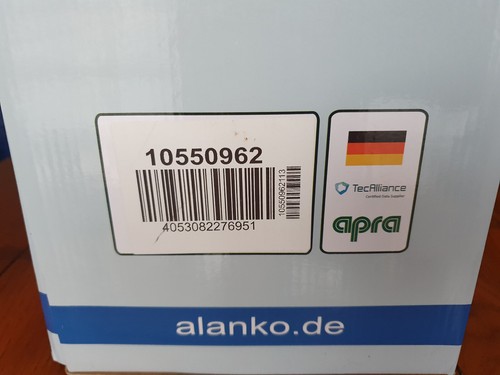 10550962
4053082276951
10550962113
TecAlliance
Certified Data Supplier
apra
alanko.de